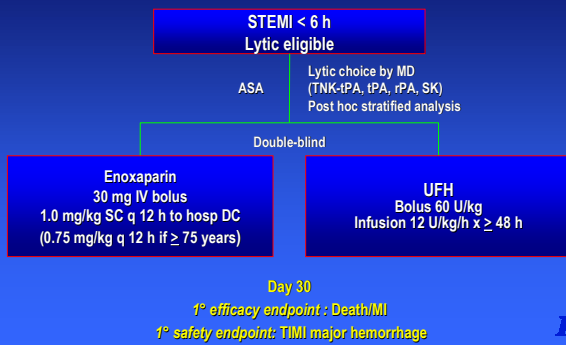 STEMI < 6 h
Lytic eligible
ASA
Lytic choice by MD
(TNK-tPA, tPA, rPA, SK)
Post hoc stratified analysis
Double-blind
Enoxaparin
30 mg IV bolus
1.0 mg/kg SC q 12 h to hosp DC
(0.75 mg/kg q 12 h if ≥ 75 years)
UFH
Bolus 60 U/kg
Infusion 12 U/kg/h x ≥ 48 h
Day 30
1° efficacy endpoint : Death/MI
1° safety endpoint: TIMI major hemorrhage